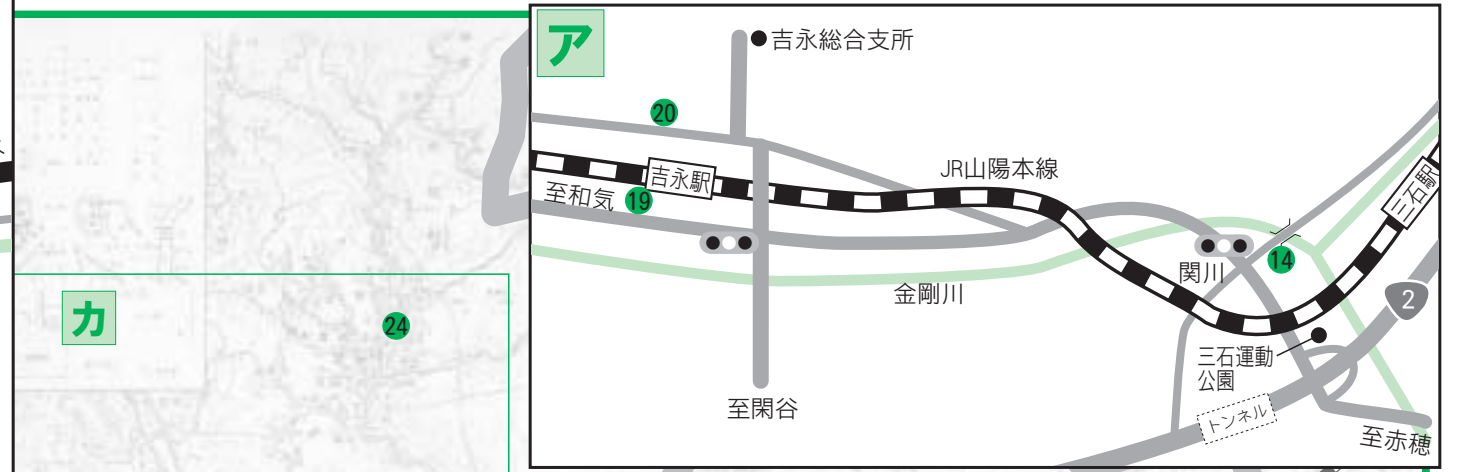 ア
吉永総合支所
20
JR山陽本線
吉永駅
三石駅
至和気
19
関川
14
金剛川
2
カ
24
三石運動
公園
至閑谷
トンネル
至赤穂